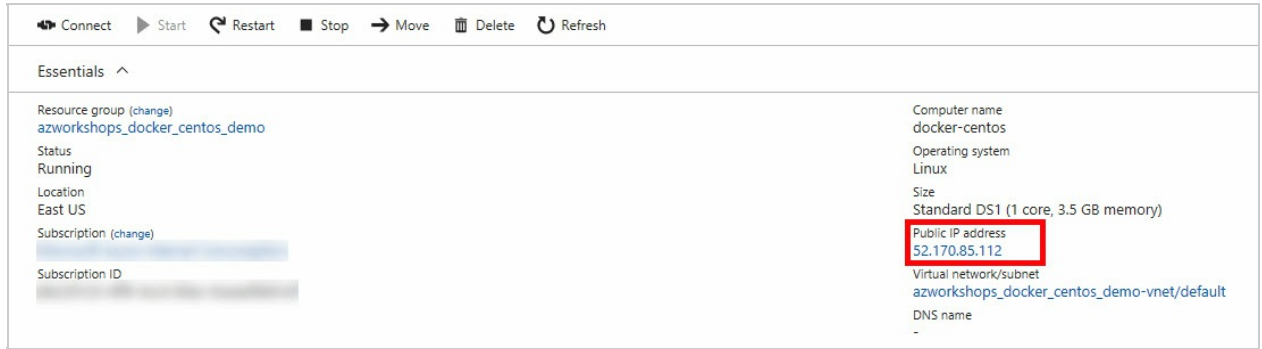 Connect Start Restart Stop Move Delete Refresh
Essentials
Resource group (change)
azworkshops_docker_centos_demo
Status
Running
Location
East US
Subscription (change)
Subscription ID
Computer name
docker-centos
Operating system
Linux
Size
Standard DS1 (1 core, 3.5 GB memory)
Public IP address
52.170.85.112
Virtual network/subnet
azworkshops_docker_centos_demo-vnet/default
DNS name
-